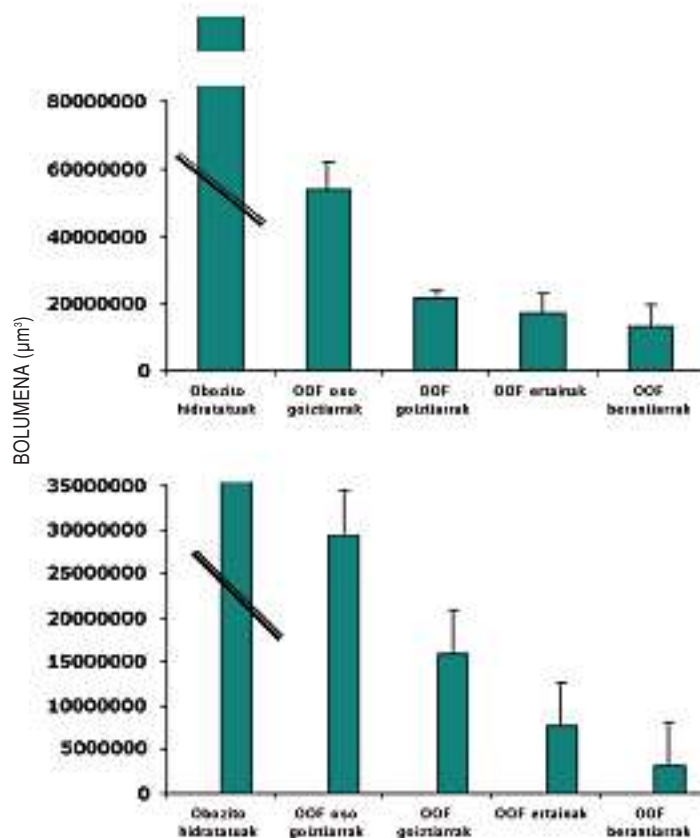 BOLUMENA (µm³)
80000000
60000000
40000000
20000000
0
Obozito hidratatuak
OOF oso goiztiarrak
OOF goiztiarrak
OOF ertainak
OOF berantiarrak
35000000
30000000
25000000
20000000
15000000
10000000
5000000
0
Obozito hidratatuak
OOF oso goiztiarrak
OOF goiztiarrak
OOF ertainak
OOF berantiarrak